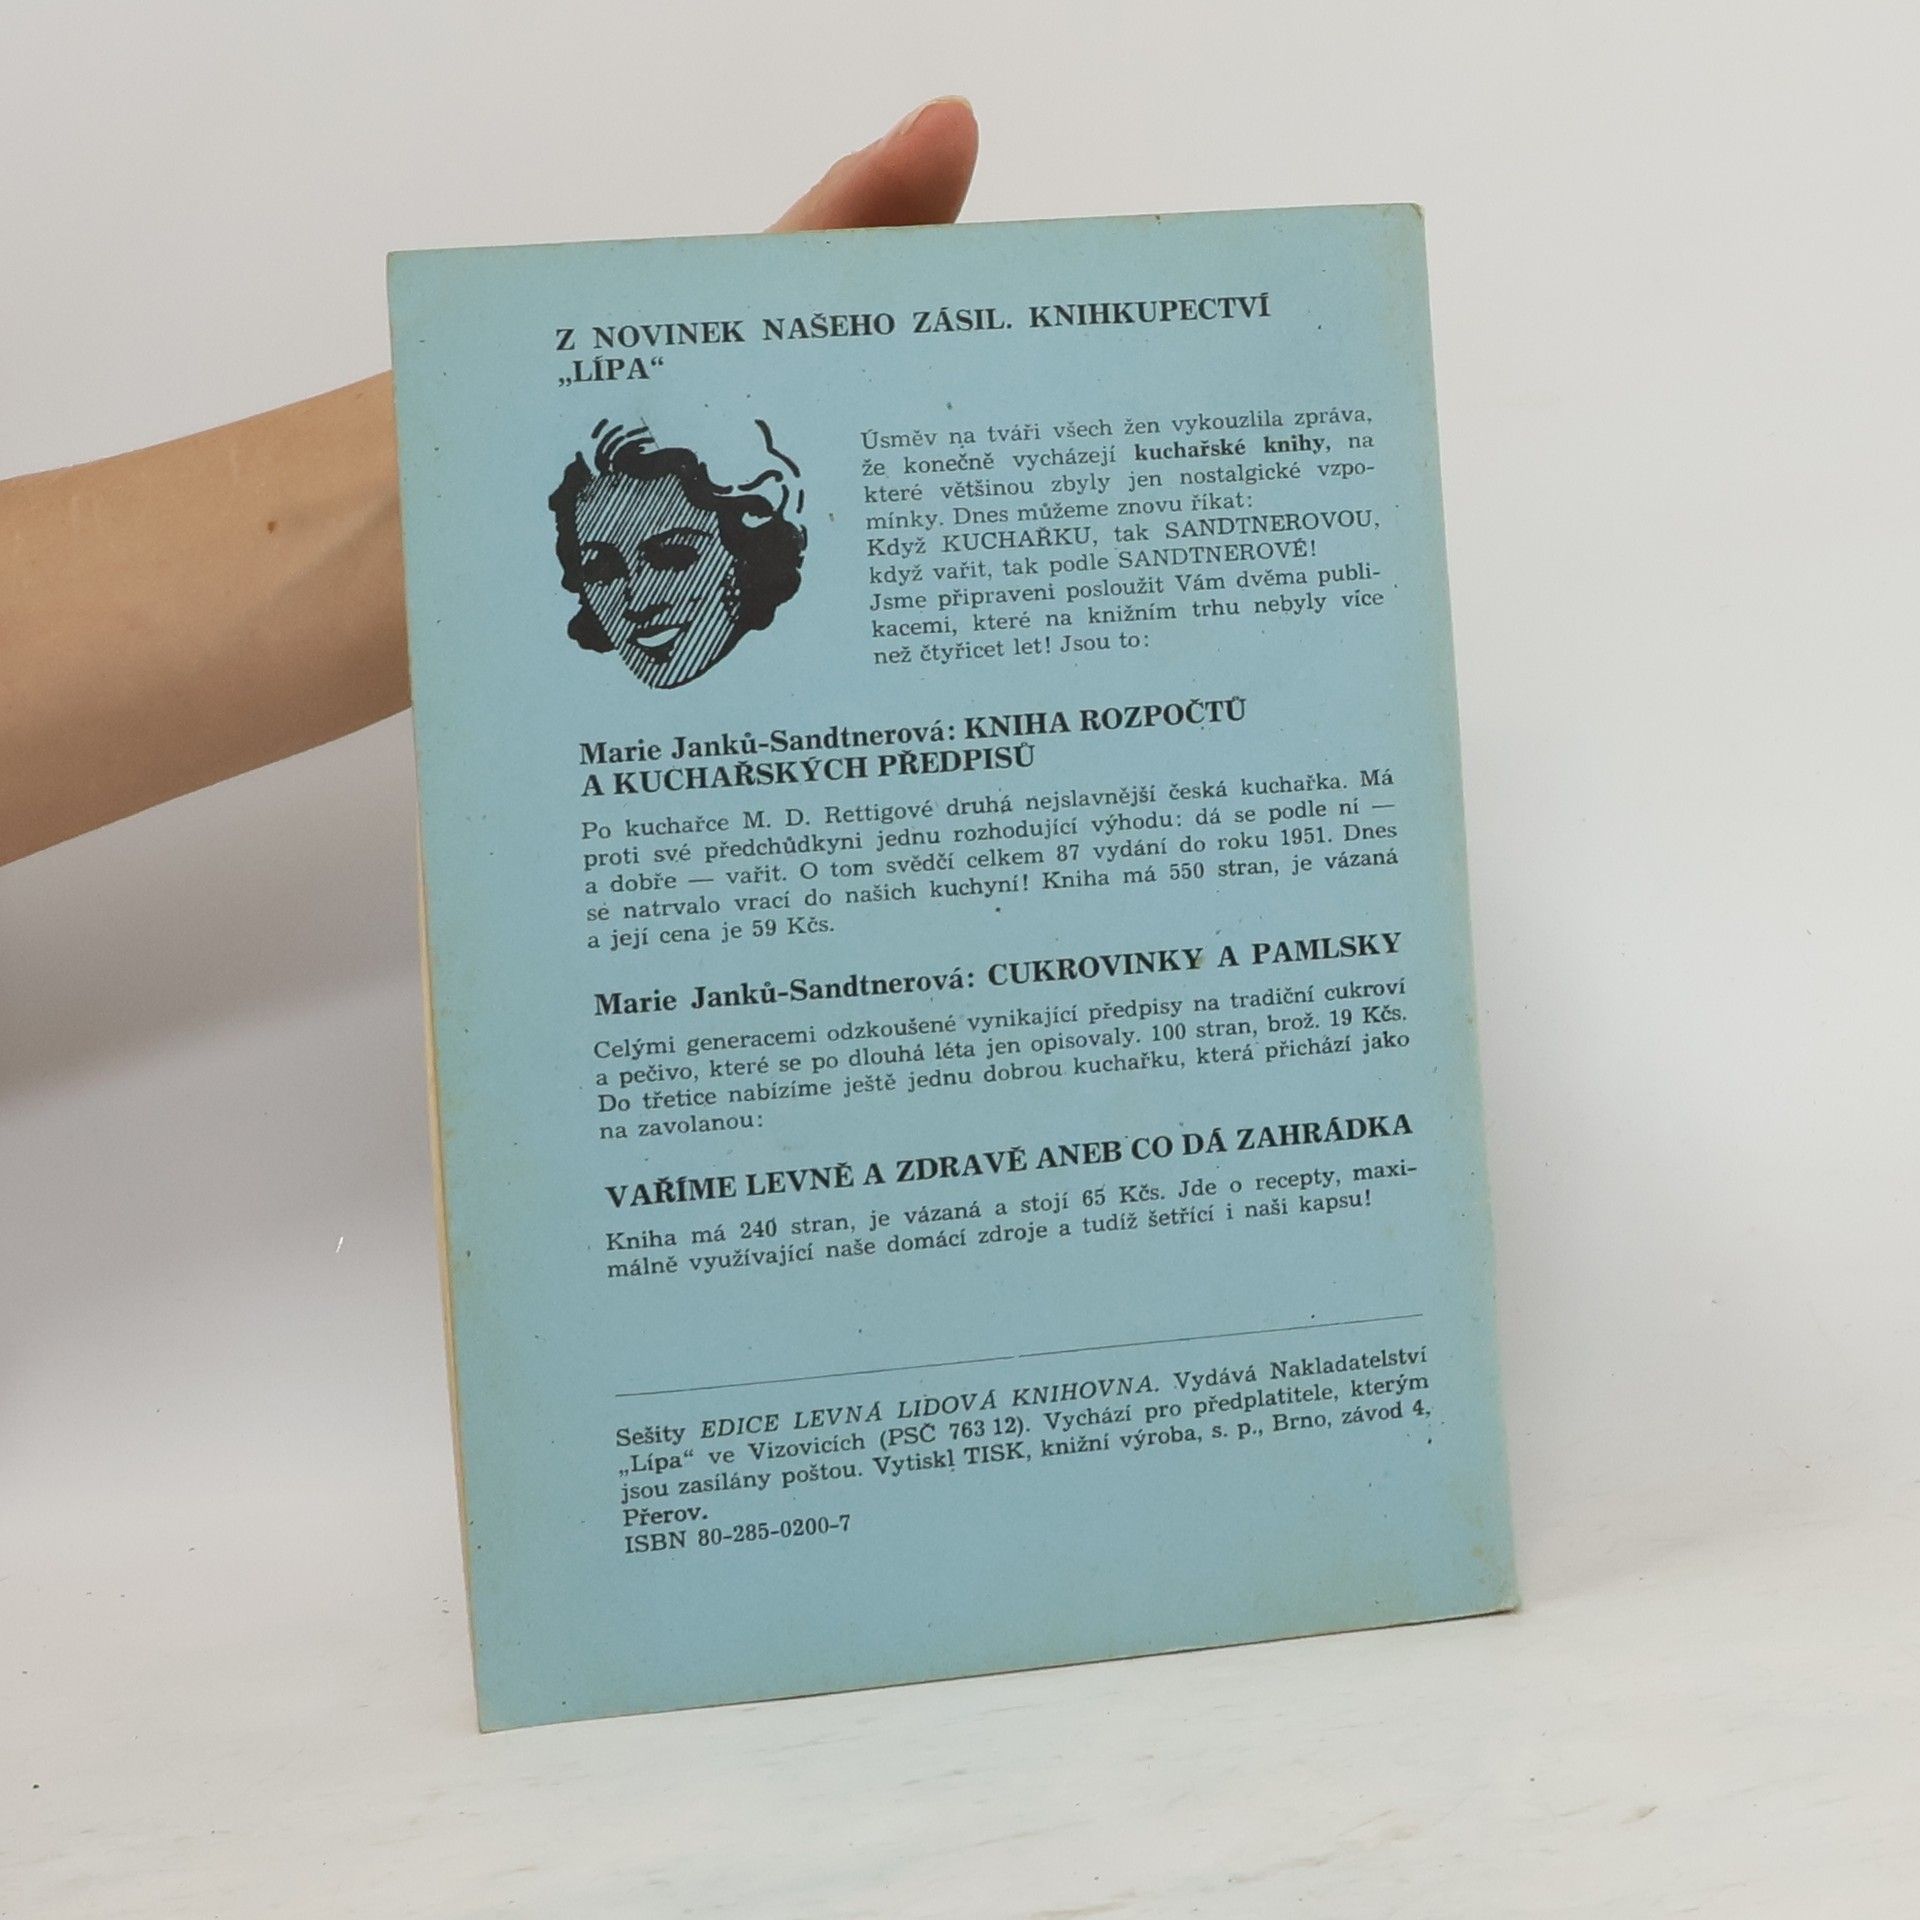 Z NOVINEK NAŠEHO ZÁSIL. KNIHKUPECTVÍ
„LÍPA“
Úsměv na tváři všech žen vykouzlila zpráva,
že konečně vycházejí kuchařské knihy, na
které většinou zbyly jen nostalgické vzpo-
mínky. Dnes můžeme znovu říkat:
Když KUCHAŘKU, tak SANDTNEROVOU,
když vařit, tak podle SANDTNEROVÉ!
Jsme připraveni posloužit Vám dvěma publi-
kacemi, které na knižním trhu nebyly více
než čtyřicet let! Jsou to:
Marie Janků-Sandtnerová: KNIHA ROZPOČTŮ
A KUCHAŘSKÝCH PŘEDPISŮ
Po kuchařce M. D. Rettigové druhá nejslavnější česká kuchařka. Má
proti své předchůdkyni jednu rozhodující výhodu: dá se podle ní —
a dobře — vařit. O tom svědčí celkem 87 vydání do roku 1951. Dnes
se natrvalo vrací do našich kuchyní! Kniha má 550 stran, je vázaná
a její cena je 59 Kčs.
Marie Janků-Sandtnerová: CUKROVINKY A PAMLSKY
Celými generacemi odzkoušené vynikající předpisy na tradiční cukroví
a pečivo, které se po dlouhá léta jen opisovaly. 100 stran, brož. 19 Kčs.
Do třetice nabízíme ještě jednu dobrou kuchařku, která přichází jako
na zavolanou:
VAŘÍME LEVNĚ A ZDRAVĚ ANEB CO DÁ ZAHRÁDKA
Kniha má 240 stran, je vázaná a stojí 65 Kčs. Jde o recepty, maxi-
málně využívající naše domácí zdroje a tudíž šetřící i naši kapsu!
Sešity EDICE LEVNÁ LIDOVÁ KNIHOVNA. Vydává Nakladatelství
„Lípa“ ve Vizovicích (PSČ 763 12). Vychází pro předplatitele, kterým
jsou zasílány poštou. Vytiskl TISK, knižní výroba, s. p., Brno, závod 4,
Přerov.
ISBN 80-285-0200-7